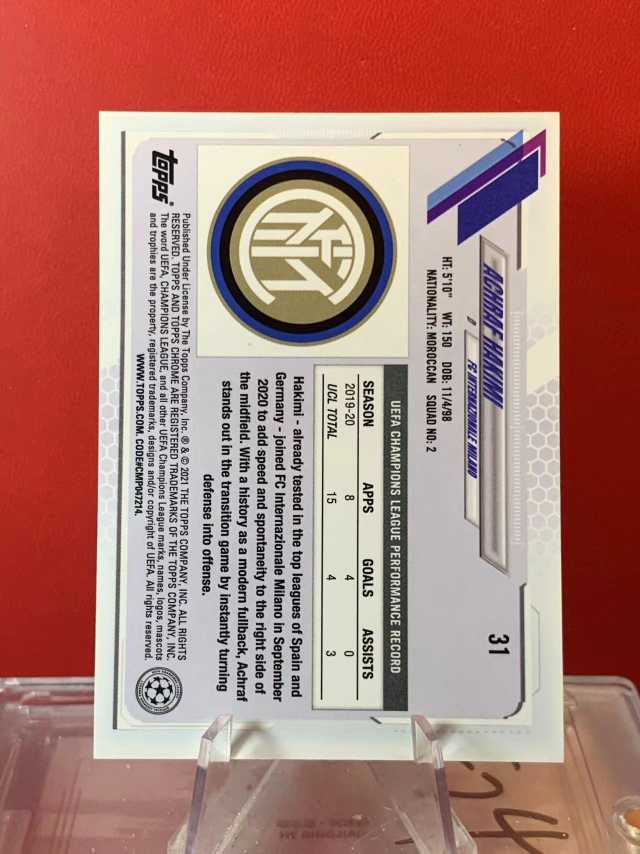 31
ACHRAF HAKIMI
FC INTERNAZIONALE MILANO
HT: 5'10" WT: 150 DOB: 11/4/98
NATIONALITY: MOROCCAN SQUAD NO: 2
UEFA CHAMPIONS LEAGUE PERFORMANCE RECORD
SEASON APPS GOALS ASSISTS
2019-20 8 4 0
UCL TOTAL 15 4 3
Hakimi - already tested in the top leagues of Spain and
Germany - joined FC Internazionale Milano in September
2020 to add speed and spontaneity to the right side of
the midfield. With a history as a modern fullback, Achraf
stands out in the transition game by instantly turning
defense into offense.
topps®
Published Under License by The Topps Company, Inc. ® & © 2021 THE TOPPS COMPANY, INC. ALL RIGHTS
RESERVED. TOPPS AND TOPPS CHROME ARE REGISTERED TRADEMARKS OF THE TOPPS COMPANY, INC.
The word UEFA, CHAMPIONS LEAGUE, and all other UEFA Champions League marks, names, logos, mascots
and trophies are the property, registered trademarks, designs and/or copyright of UEFA. All rights reserved.
WWW.TOPPS.COM. CODE#CMP047214.